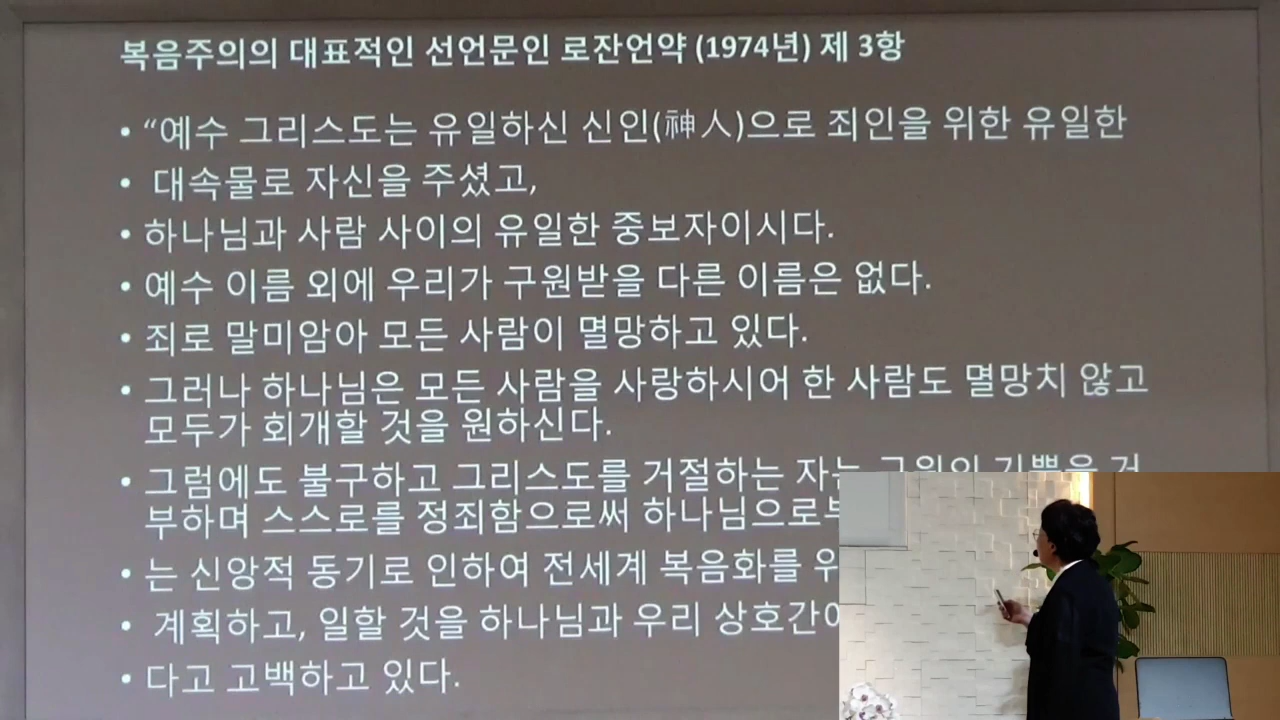 복음주의의 대표적인 선언문인 로잔언약 (1974년) 제 3항
• “예수 그리스도는 유일하신 신인(神人)으로 죄인을 위한 유일한
• 대속물로 자신을 주셨고,
• 하나님과 사람 사이의 유일한 중보자이시다.
• 예수 이름 외에 우리가 구원받을 다른 이름은 없다.
• 죄로 말미암아 모든 사람이 멸망하고 있다.
• 그러나 하나님은 모든 사람을 사랑하시어 한 사람도 멸망치 않고
모두가 회개할 것을 원하신다.
• 그럼에도 불구하고 그리스도를 거절하는 자는
부하며 스스로를 정죄함으로써 하나님으로부
• 는 신앙적 동기로 인하여 전세계 복음화를
• 계획하고, 일할 것을 하나님과 우리 상호간에
• 다고 고백하고 있다.